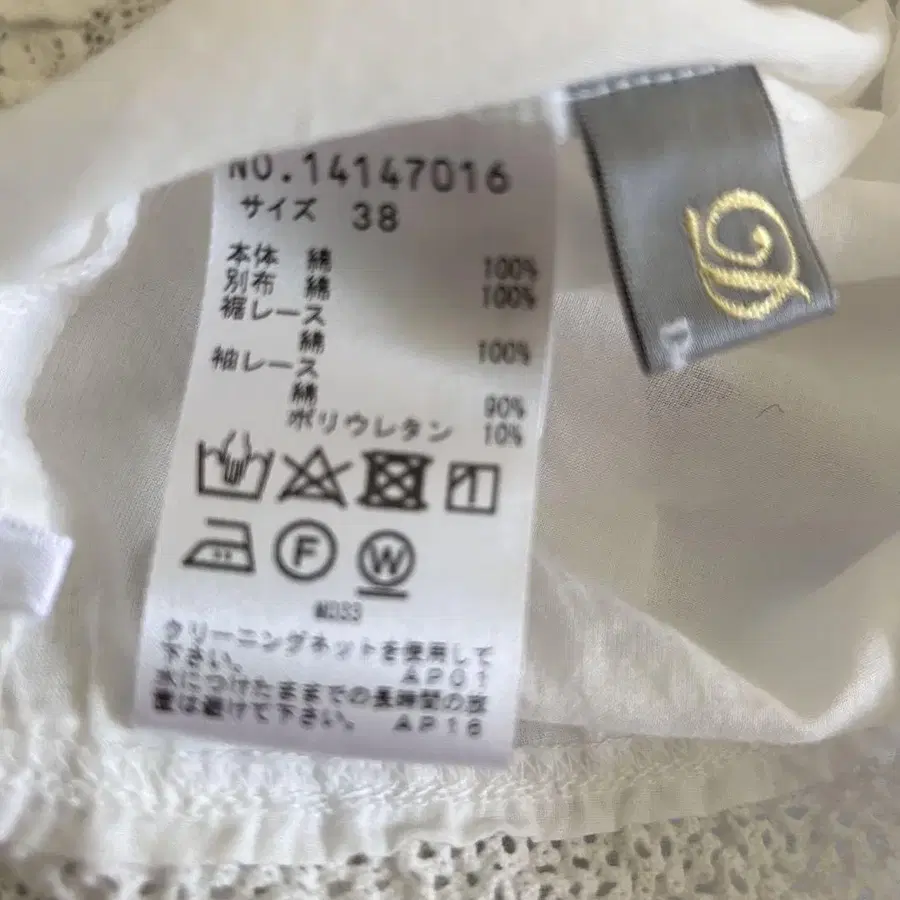 NO.14147016
サイズ 38
本体 綿 100%
別布 綿 100%
裾レース
綿 100%
袖レース
綿 90%
ポリウレタン 10%
F
W
クリーニングネットを使用して
下さい。 AP01
水につけたままでの長時間の放
置は避けて下さい。 AP16